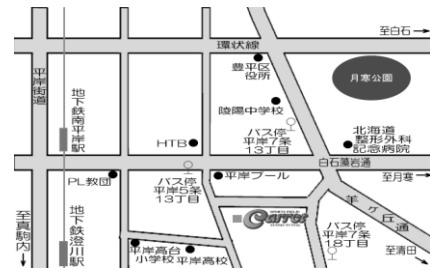 至白石
環状線
豊平区
役所
月寒公園
平岸街道
陵陽中学校
地下鉄南平岸駅
バス停
平岸7条
13丁目
北海道
整形外科
記念病院
HTB
白石藻岩通
PL教団
バス停
平岸5条
13丁目
平岸プール
至月寒
羊ヶ丘通
Carrot
至真駒内
地下鉄澄川駅
バス停
平岸7条
18丁目
平岸高台
小学校
平岸高校
至清田